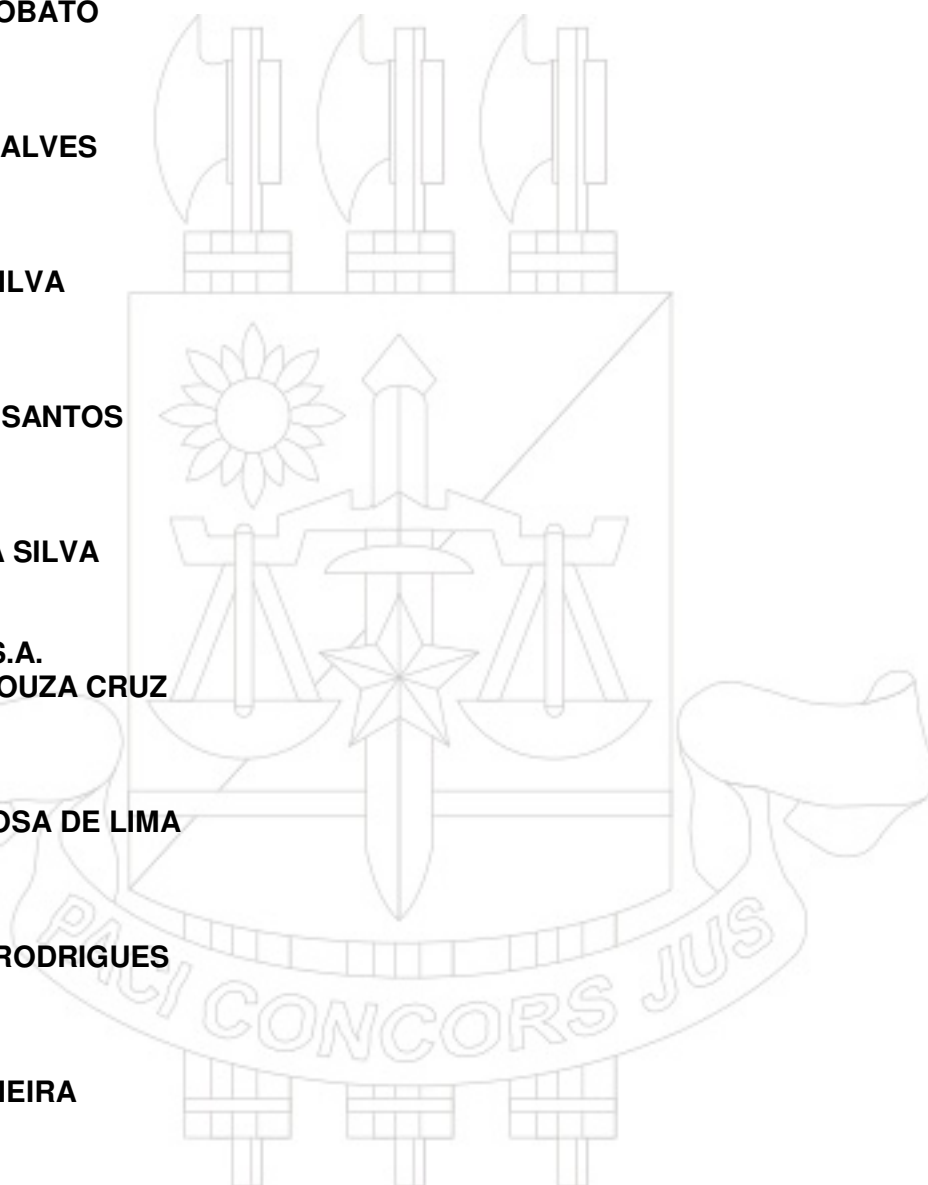 OBATO
ALVES
ILVA
SANTOS
A SILVA
S.A.
OUZA CRUZ
OSA DE LIMA
RODRIGUES
IEIRA
PACI CONCORS JUS